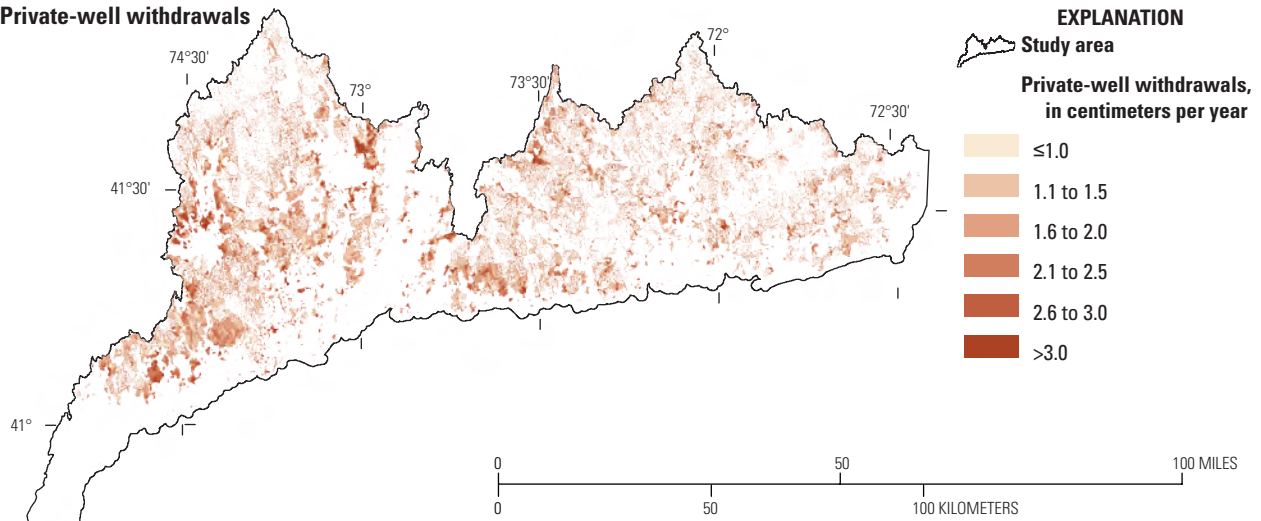 Private-well withdrawals
74°30'
73°
73°30'
72°
72°30'
41°30'
41°
EXPLANATION
Study area
Private-well withdrawals,
in centimeters per year
≤1.0
1.1 to 1.5
1.6 to 2.0
2.1 to 2.5
2.6 to 3.0
>3.0
0 50 100 MILES
0 50 100 KILOMETERS